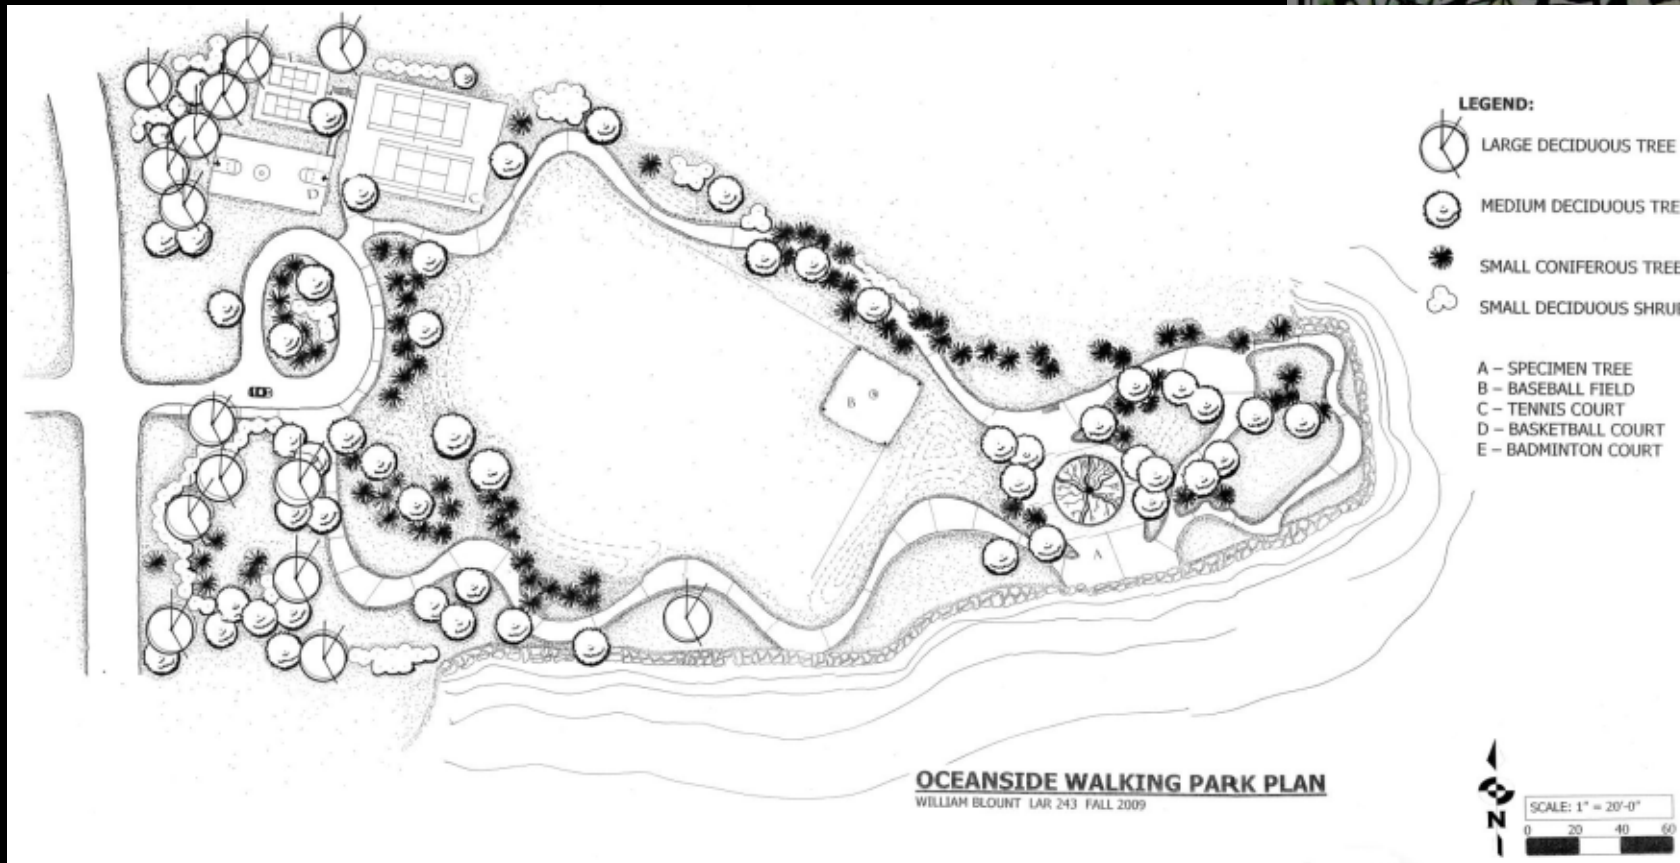 LEGEND:
LARGE DECIDUOUS TREE
MEDIUM DECIDUOUS TRE
SMALL CONIFEROUS TREE
SMALL DECIDUOUS SHRU
A – SPECIMEN TREE
B – BASEBALL FIELD
C – TENNIS COURT
D – BASKETBALL COURT
E – BADMINTON COURT
D
C
B
A
OCEANSIDE WALKING PARK PLAN
WILLIAM BLOUNT LAR 243 FALL 2009
N
SCALE: 1" = 20'-0"
0 20 40 60